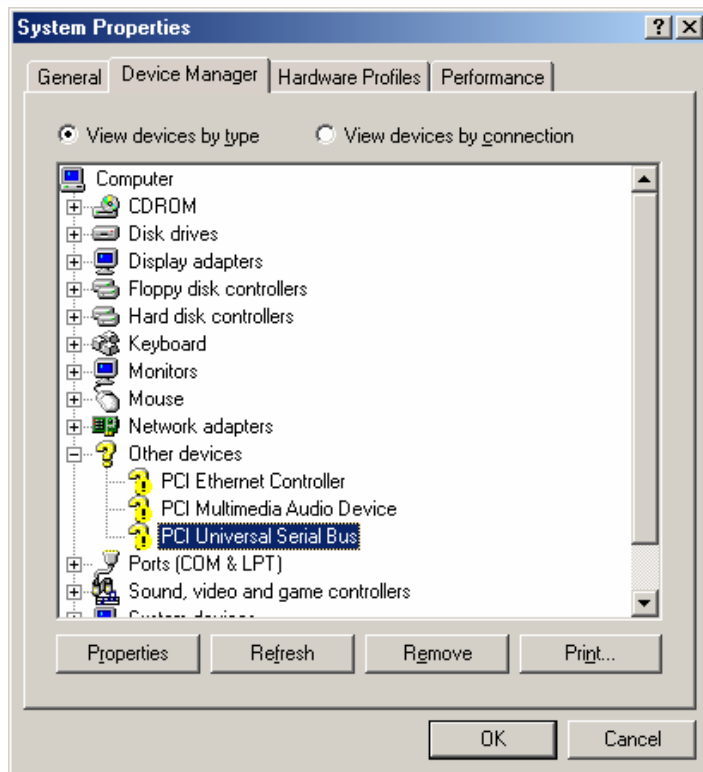 System Properties
General Device Manager Hardware Profiles Performance
View devices by type View devices by connection
Computer
CDROM
Disk drives
Display adapters
Floppy disk controllers
Hard disk controllers
Keyboard
Monitors
Mouse
Network adapters
Other devices
PCI Ethernet Controller
PCI Multimedia Audio Device
PCI Universal Serial Bus
Ports (COM & LPT)
Sound, video and game controllers
System devices
Properties Refresh Remove Print...
OK Cancel